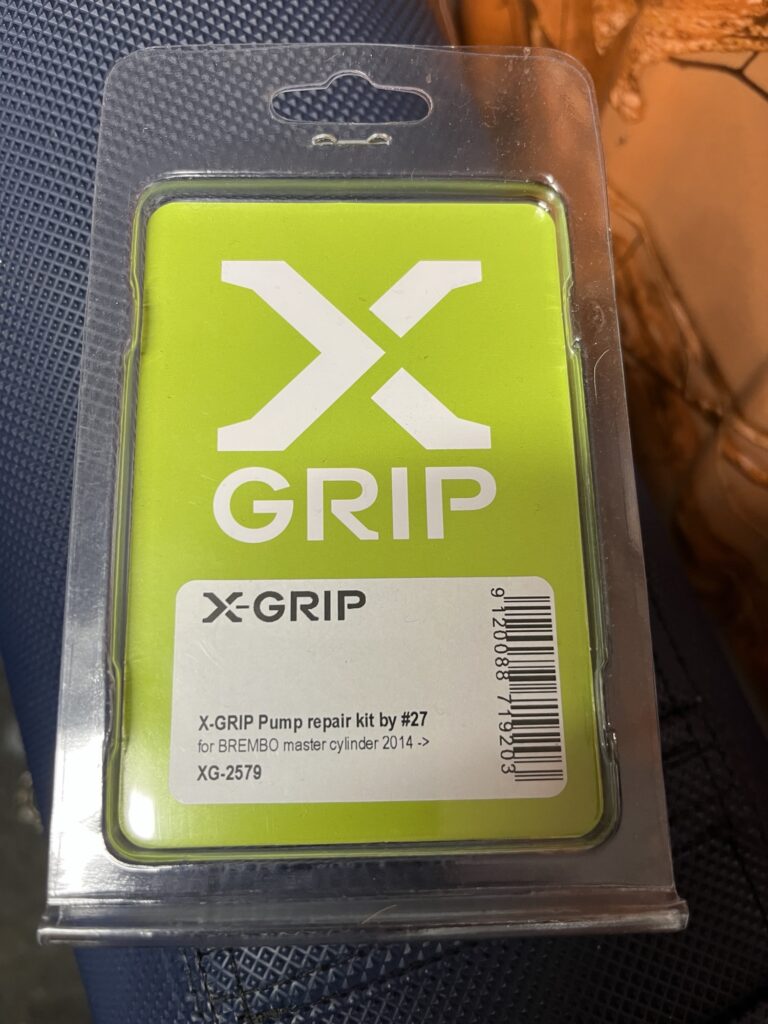 X
GRIP
X-GRIP
X-GRIP Pump repair kit by #27
for BREMBO master cylinder 2014 ->
XG-2579
9 120088 719203